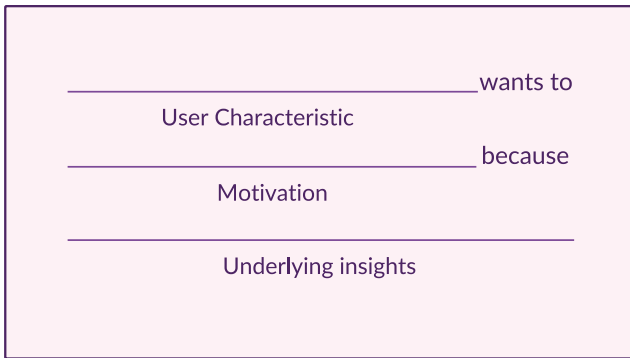 wants to
User Characteristic
because
Motivation
Underlying insights